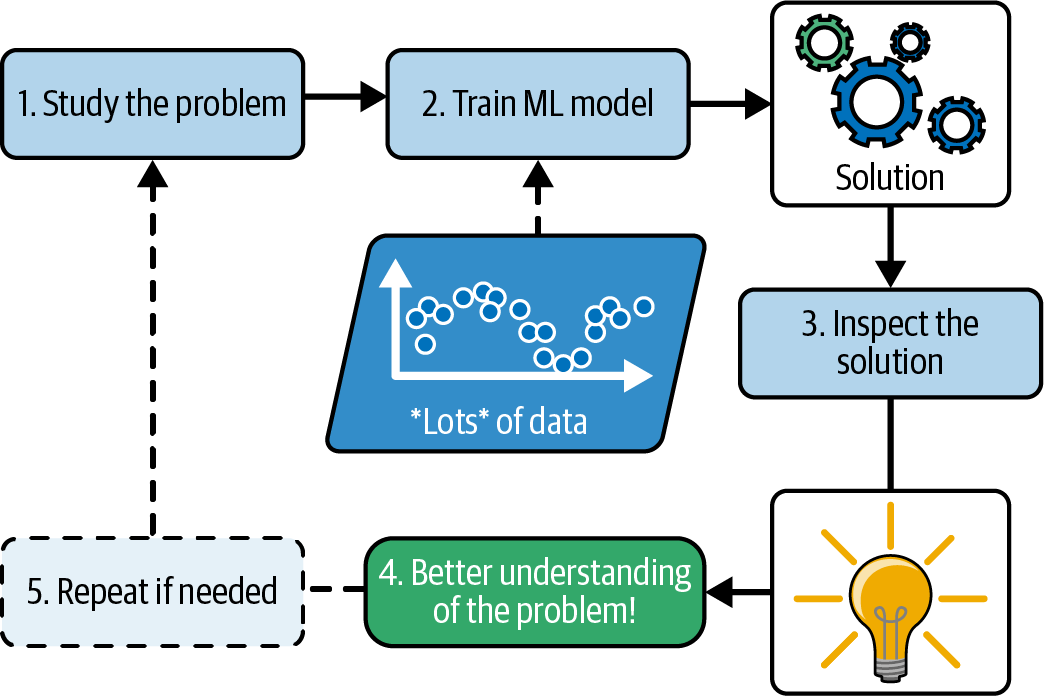 1. Study the problem
2. Train ML model
Solution
*Lots* of data
3. Inspect the
solution
4. Better understanding
of the problem!
5. Repeat if needed